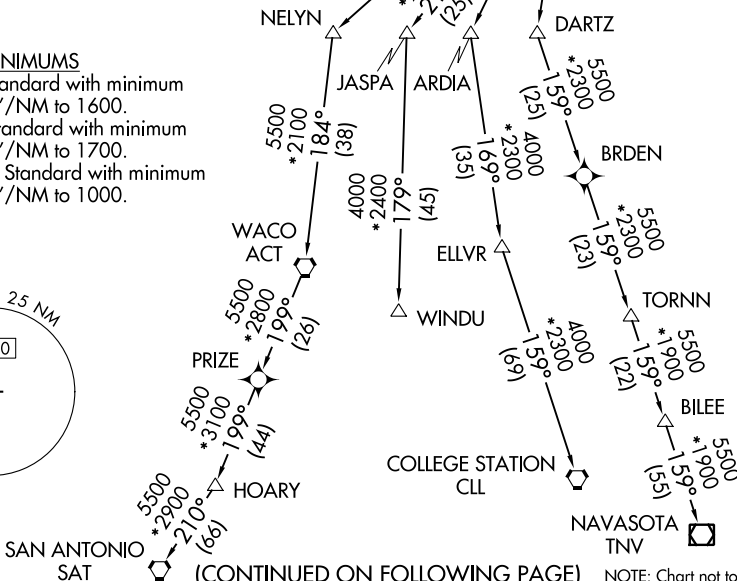 NELYN
JASPA
ARDIA
DARTZ
NIMUMS
andard with minimum
'/NM to 1600.
tandard with minimum
'/NM to 1700.
Standard with minimum
'/NM to 1000.
5500
*2100
184°
(38)
4000
*2400
179°
(45)
4000
*2300
169°
(35)
5500
*2300
159°
(25)
BRDEN
5500
*2300
159°
(23)
WACO
ACT
ELLVR
25 NM
5500
*2800
199°
(26)
WINDU
TORNN
4000
*2300
159°
(69)
5500
*1900
159°
(22)
PRIZE
5500
*3100
199°
(44)
BILEE
5500
*1900
159°
(55)
COLLEGE STATION
CLL
HOARY
5500
*2900
210°
(66)
NAVASOTA
TNV
SAN ANTONIO
SAT
(CONTINUED ON FOLLOWING PAGE)
NOTE: Chart not to